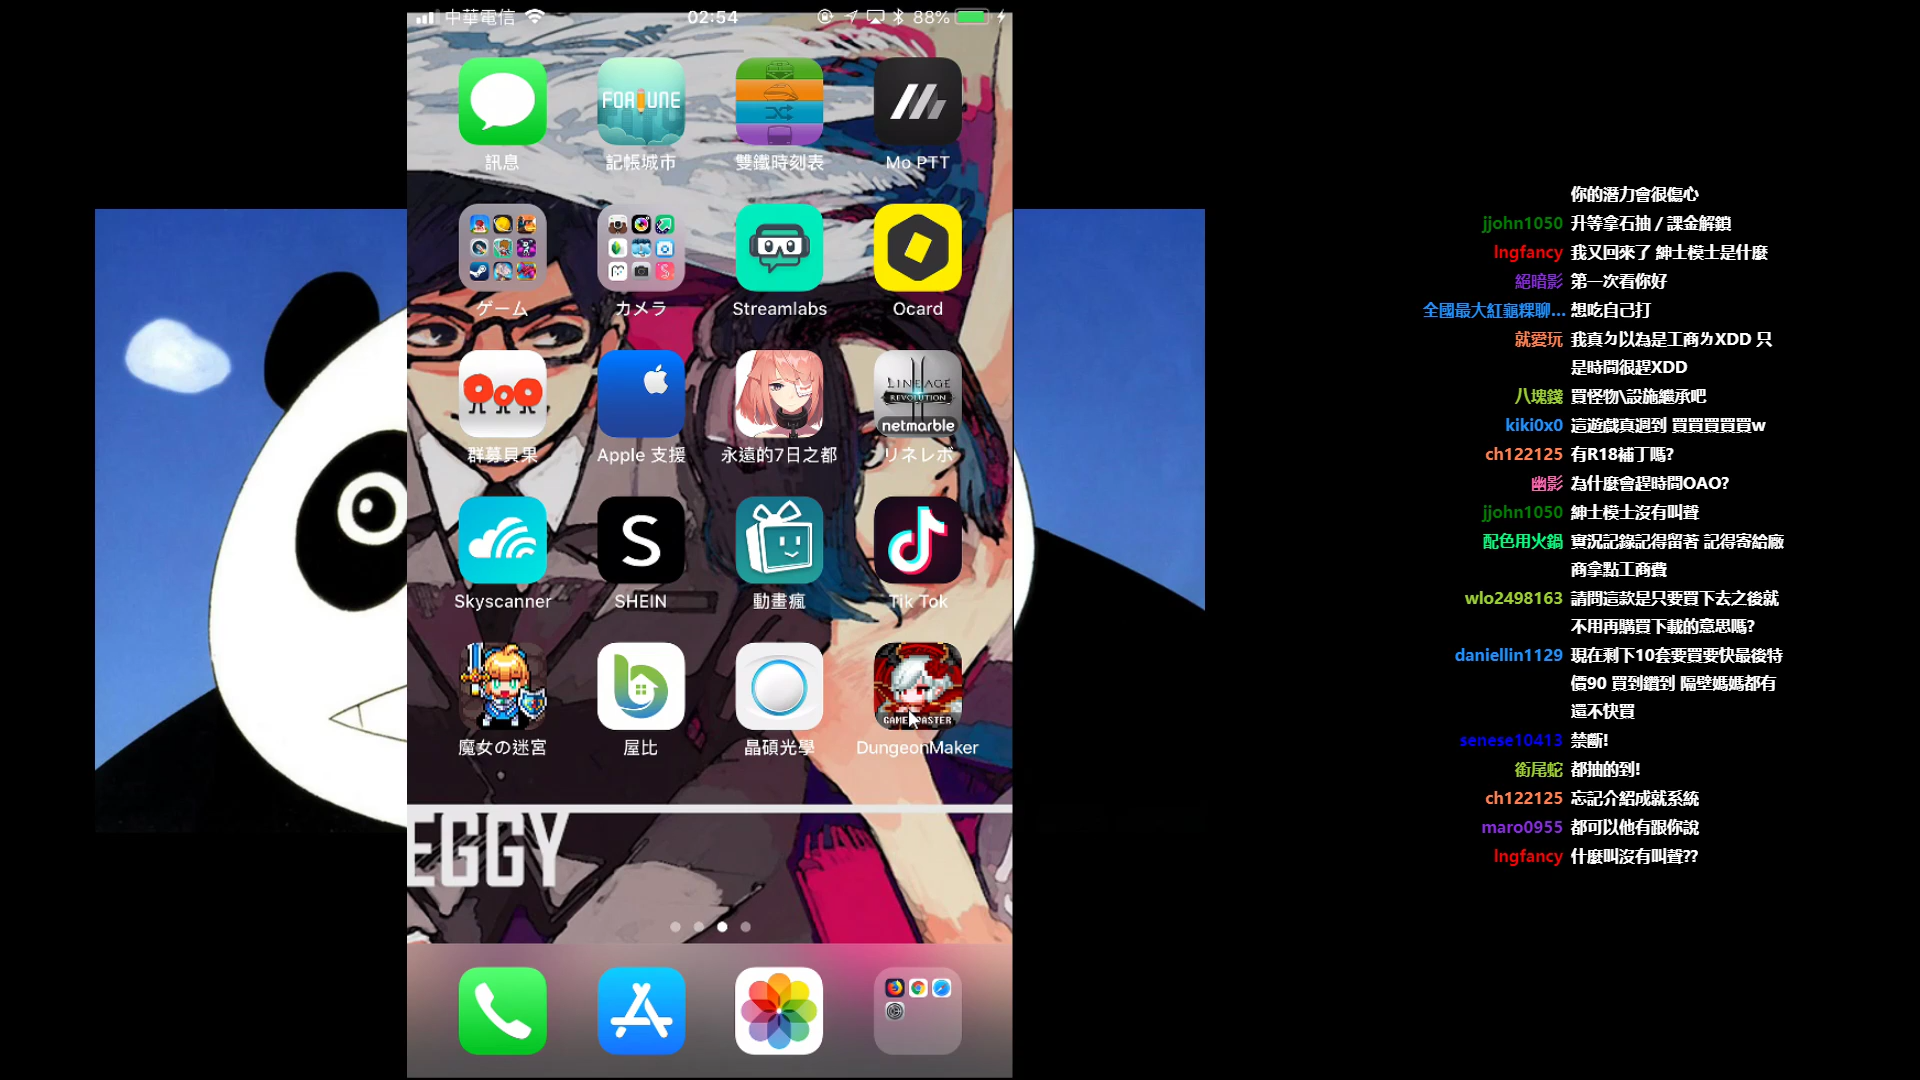 中華電信
02:54
88%
FORTUNE
訊息
記帳城市
雙鐵時刻表
Mo PTT
ゲーム
カメラ
Streamlabs
Ocard
LINEAGE
REVOLUTION
netmarble
群募貝果
Apple 支援
永遠的7日之都
リネレボ
S
Skyscanner
SHEIN
動畫瘋
Tik Tok
GAME COASTER
魔女の迷宮
屋比
晶碩光學
DungeonMaker
EGGY
你的潛力會很傷心
jjohn1050 升等拿石抽 / 課金解鎖
lngfancy 我又回來了 紳士模士是什麼
絕暗影 第一次看你好
全國最大紅龜粿聊... 想吃自己打
就愛玩 我真ㄉ以為是工商ㄌXDD 只
是時間很趕XDD
八塊錢 買怪物\設施繼承吧
kiki0x0 這遊戲真週到 買買買買買w
ch122125 有R18補丁嗎?
幽影 為什麼會趕時間OAO?
jjohn1050 紳士模士沒有叫聲
配色用火鍋 實況記錄記得留著 記得寄給廠
商拿點工商費
wlo2498163 請問這款是只要買下去之後就
不用再購買下載的意思嗎?
daniellin1129 現在剩下10套要買要快最後特
價90 買到鑽到 隔壁媽媽都有
還不快買
senese10413 禁斷!
銜尾蛇 都抽的到!
ch122125 忘記介紹成就系統
maro0955 都可以他有跟你說
lngfancy 什麼叫沒有叫聲??